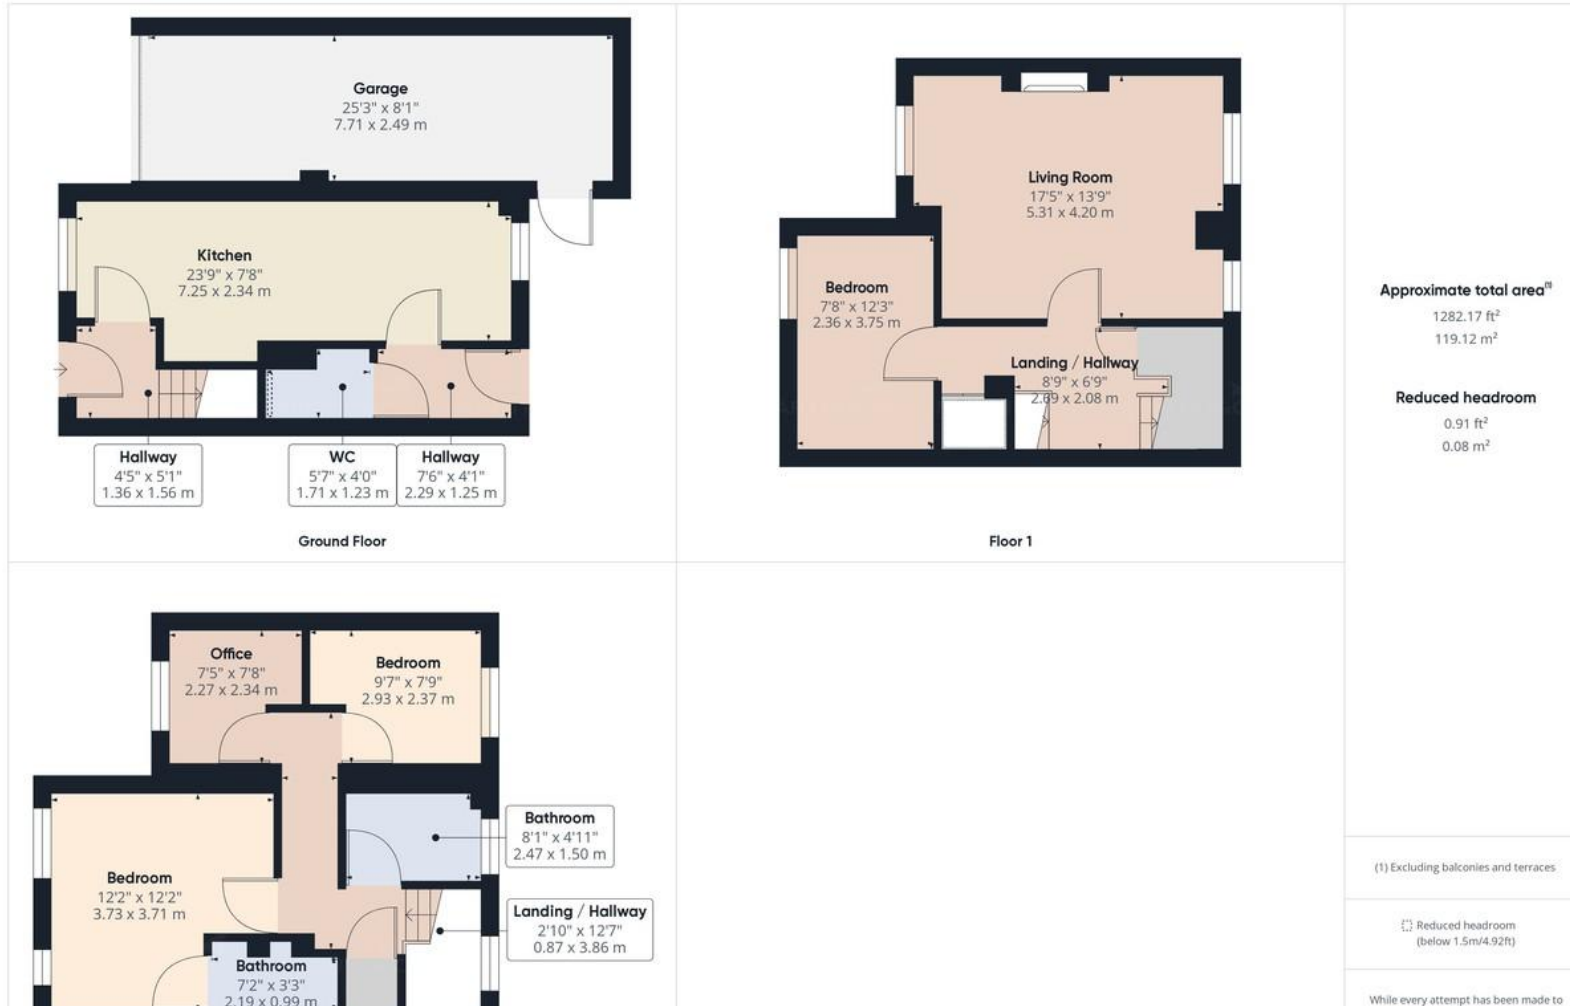 Garage
25'3" x 8'1"
7.71 x 2.49 m
Kitchen
23'9" x 7'8"
7.25 x 2.34 m
Hallway
4'5" x 5'1"
1.36 x 1.56 m
WC
5'7" x 4'0"
1.71 x 1.23 m
Hallway
7'6" x 4'1"
2.29 x 1.25 m
Ground Floor
Living Room
17'5" x 13'9"
5.31 x 4.20 m
Bedroom
7'8" x 12'3"
2.36 x 3.75 m
Landing / Hallway
8'9" x 6'9"
2.69 x 2.08 m
Floor 1
Approximate total area(1)
1282.17 ft²
119.12 m²
Reduced headroom
0.91 ft²
0.08 m²
Office
7'5" x 7'8"
2.27 x 2.34 m
Bedroom
9'7" x 7'9"
2.93 x 2.37 m
Bathroom
8'1" x 4'11"
2.47 x 1.50 m
Bedroom
12'2" x 12'2"
3.73 x 3.71 m
Landing / Hallway
2'10" x 12'7"
0.87 x 3.86 m
Bathroom
7'2" x 3'3"
2.19 x 0.99 m
(1) Excluding balconies and terraces
Reduced headroom
(below 1.5m/4.92ft)
While every attempt has been made to